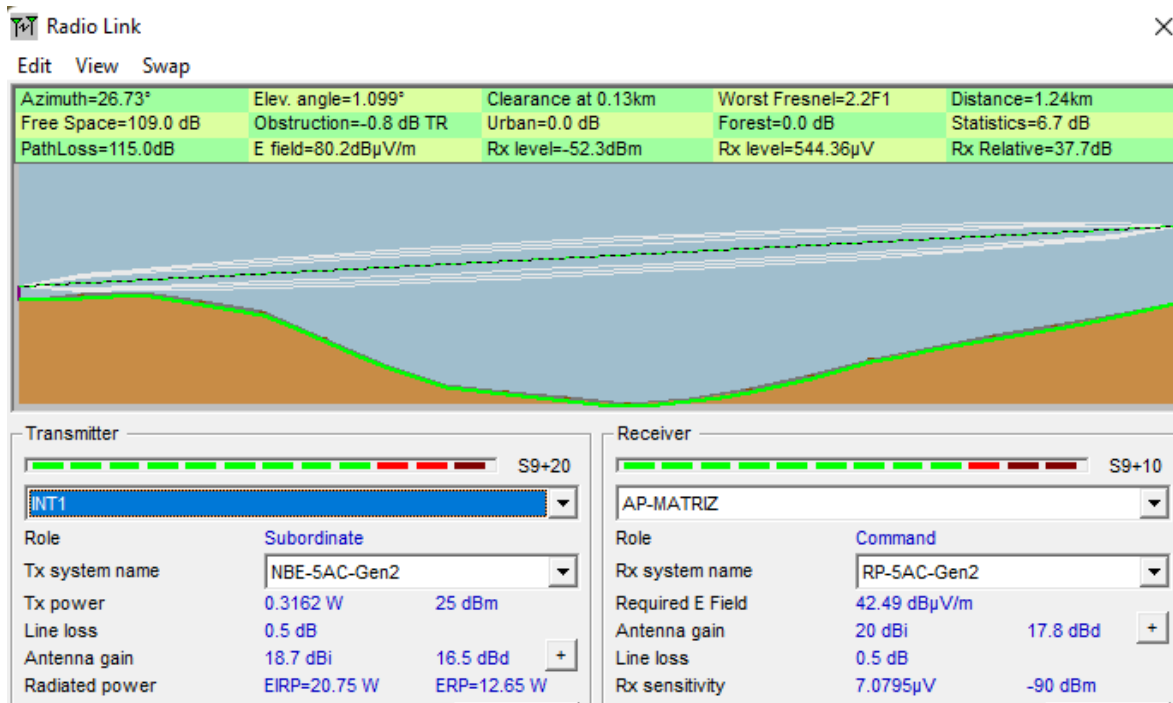 Radio Link
Edit View Swap
Azimuth=26.73° Elev. angle=1.099° Clearance at 0.13km Worst Fresnel=2.2F1 Distance=1.24km
Free Space=109.0 dB Obstruction=-0.8 dB TR Urban=0.0 dB Forest=0.0 dB Statistics=6.7 dB
PathLoss=115.0dB E field=80.2dBµV/m Rx level=-52.3dBm Rx level=544.36µV Rx Relative=37.7dB
Transmitter
S9+20
INT1
Role Subordinate
Tx system name NBE-5AC-Gen2
Tx power 0.3162 W 25 dBm
Line loss 0.5 dB
Antenna gain 18.7 dBi 16.5 dBd +
Radiated power EIRP=20.75 W ERP=12.65 W
Receiver
S9+10
AP-MATRIZ
Role Command
Rx system name RP-5AC-Gen2
Required E Field 42.49 dBµV/m
Antenna gain 20 dBi 17.8 dBd +
Line loss 0.5 dB
Rx sensitivity 7.0795µV -90 dBm